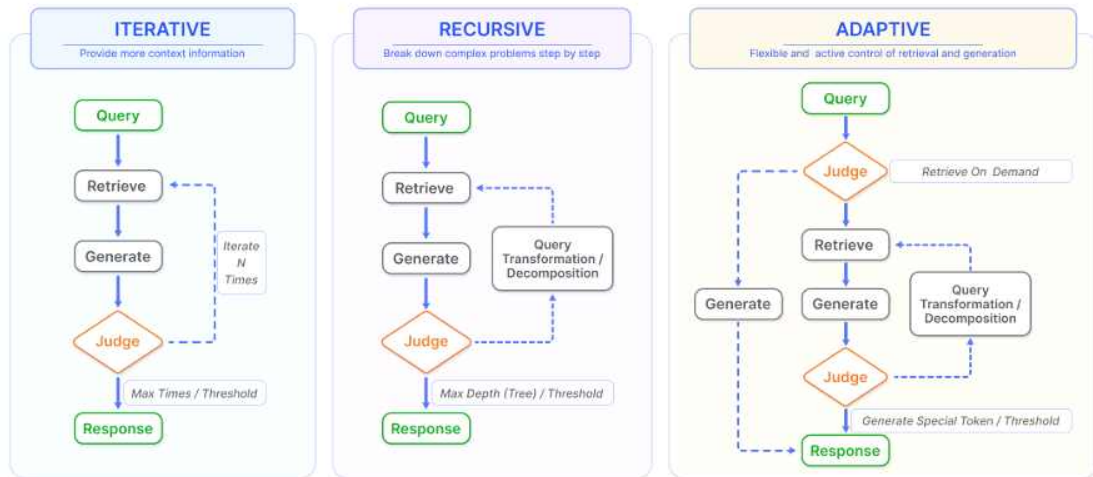 ITERATIVE
Provide more context information
Query
Retrieve
Generate
Iterate
N
Times
Judge
Max Times / Threshold
Response
RECURSIVE
Break down complex problems step by step
Query
Retrieve
Generate
Query
Transformation /
Decomposition
Judge
Max Depth (Tree) / Threshold
Response
ADAPTIVE
Flexible and active control of retrieval and generation
Query
Judge
Retrieve On Demand
Retrieve
Generate
Generate
Query
Transformation /
Decomposition
Judge
Generate Special Token / Threshold
Response